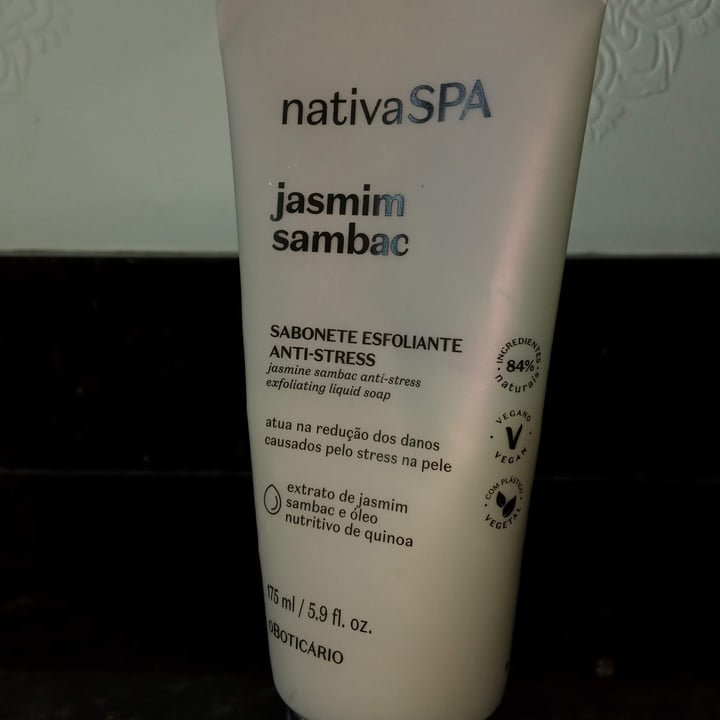 nativaSPA
jasmim
sambac
SABONETE ESFOLIANTE
ANTI-STRESS
jasmine sambac anti-stress
exfoliating liquid soap
atua na redução dos danos
causados pelo stress na pele
extrato de jasmim
sambac e óleo
nutritivo de quinoa
175 ml / 5.9 fl. oz.
oBOTICÁRIO
INGREDIENTES
84%
naturais
VEGANO
VEGAN
COM PLÁSTICO
VEGETAL